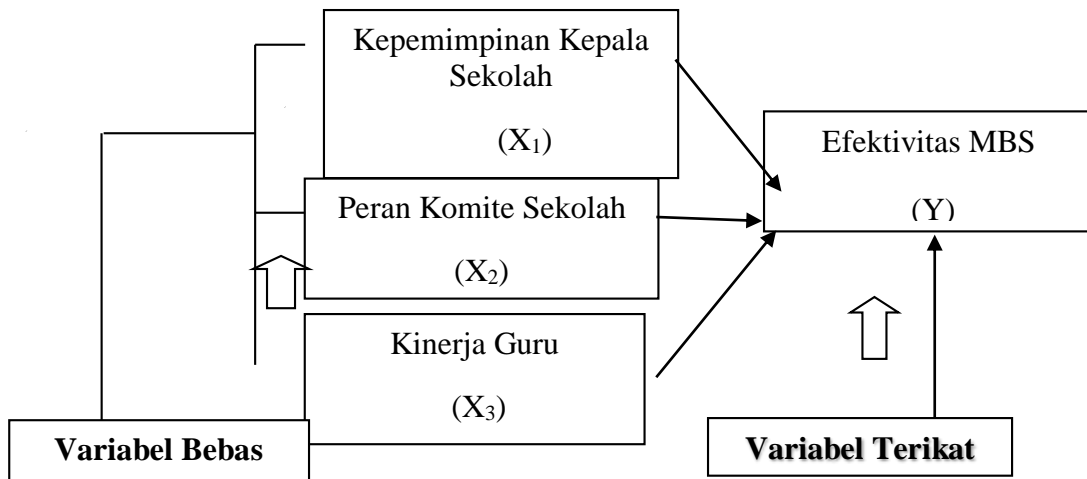 Kepemimpinan Kepala
Sekolah
(X₁)
Efektivitas MBS
(Y)
Peran Komite Sekolah
(X₂)
Kinerja Guru
(X₃)
Variabel Bebas
Variabel Terikat